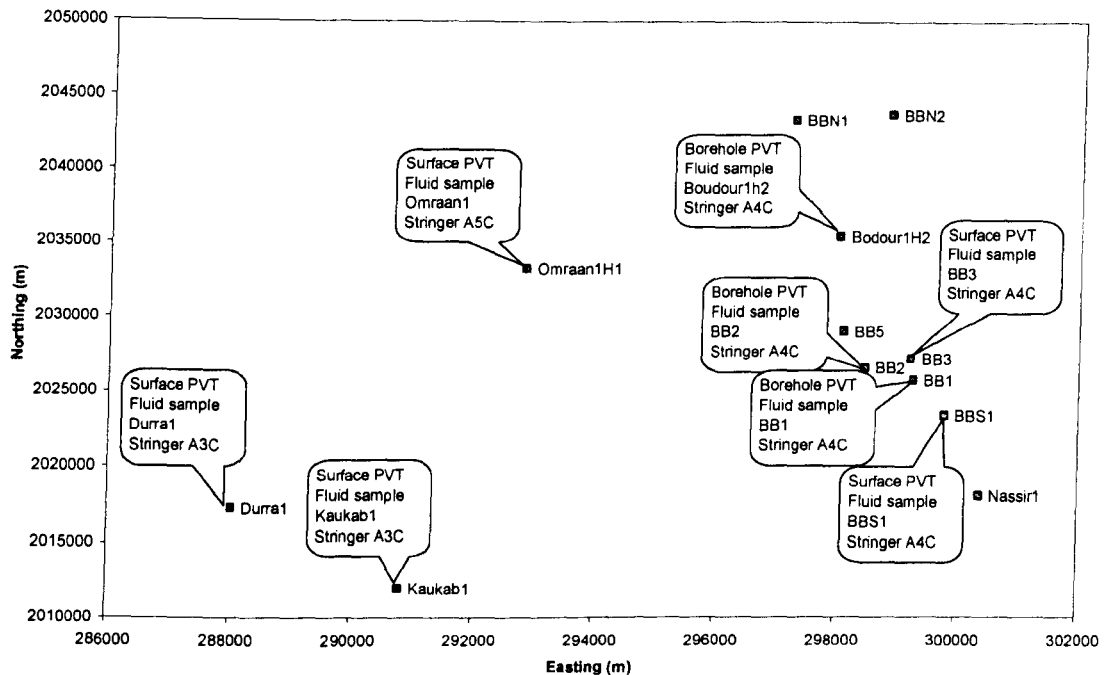 2050000
2045000
2040000
2035000
2030000
2025000
2020000
2015000
2010000
Northing (m)
BBN1
BBN2
Borehole PVT
Fluid sample
Boudour1h2
Stringer A4C
Surface PVT
Fluid sample
Omraan1
Stringer A5C
Bodour1H2
Surface PVT
Fluid sample
BB3
Stringer A4C
Omraan1H1
Borehole PVT
Fluid sample
BB2
Stringer A4C
BB5
BB3
BB2
BB1
Surface PVT
Fluid sample
Durra1
Stringer A3C
Borehole PVT
Fluid sample
BB1
Stringer A4C
BBS1
Surface PVT
Fluid sample
Kaukab1
Stringer A3C
Surface PVT
Fluid sample
BBS1
Stringer A4C
Durra1
Nassir1
Kaukab1
286000 288000 290000 292000 294000 296000 298000 300000 302000
Easting (m)